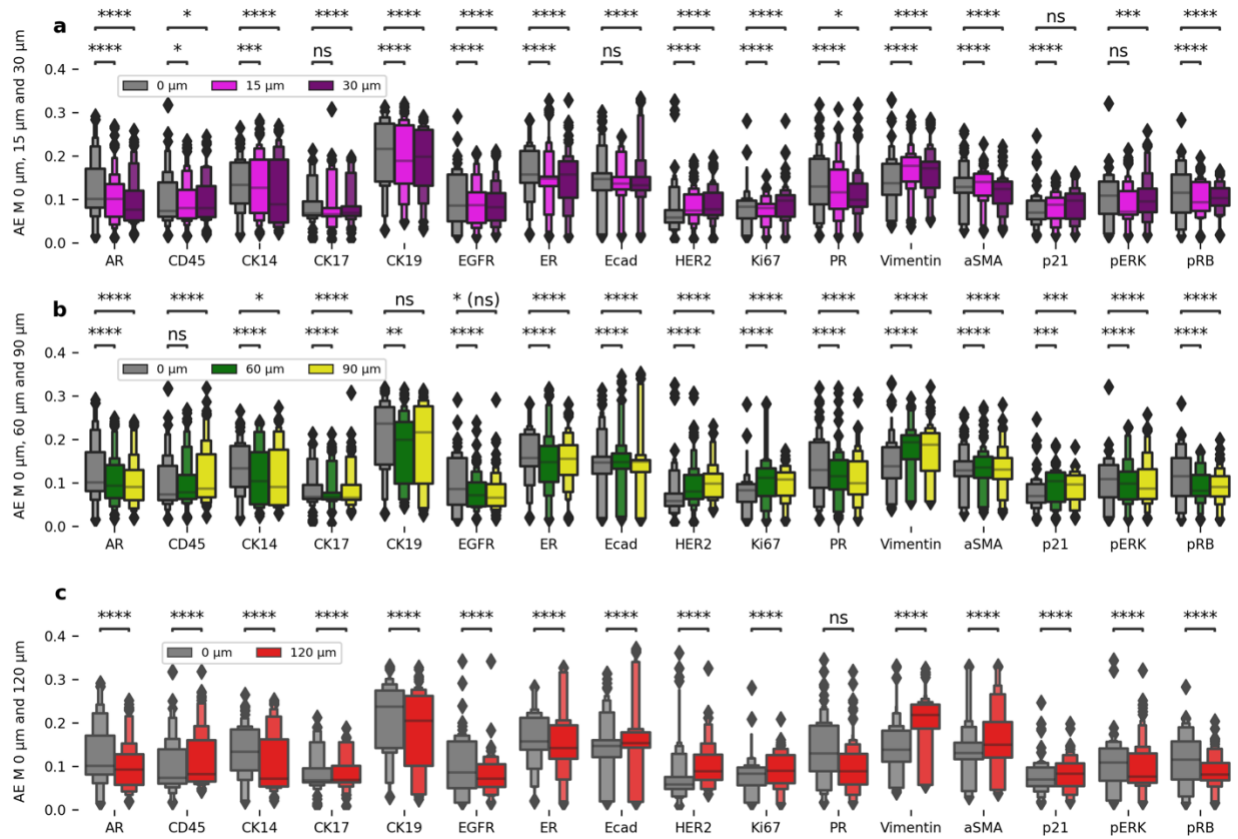 **** * **** **** **** **** **** **** **** **** * **** **** ns *** ****
a
**** * *** ns **** **** **** ns **** **** **** **** **** **** ns ****
AE M 0 µm, 15 µm and 30 µm
0.4
0 µm 15 µm 30 µm
0.3
0.2
0.1
0.0
AR CD45 CK14 CK17 CK19 EGFR ER Ecad HER2 Ki67 PR Vimentin aSMA p21 pERK pRB
**** **** * **** ns * (ns) **** **** **** **** **** **** **** *** **** ****
b
**** ns **** **** ** **** **** **** **** **** **** **** **** *** **** ****
AE M 0 µm, 60 µm and 90 µm
0.4
0 µm 60 µm 90 µm
0.3
0.2
0.1
0.0
AR CD45 CK14 CK17 CK19 EGFR ER Ecad HER2 Ki67 PR Vimentin aSMA p21 pERK pRB
c
**** **** **** **** **** **** **** **** **** **** ns **** **** **** **** ****
AE M 0 µm and 120 µm
0.4
0 µm 120 µm
0.3
0.2
0.1
0.0
AR CD45 CK14 CK17 CK19 EGFR ER Ecad HER2 Ki67 PR Vimentin aSMA p21 pERK pRB